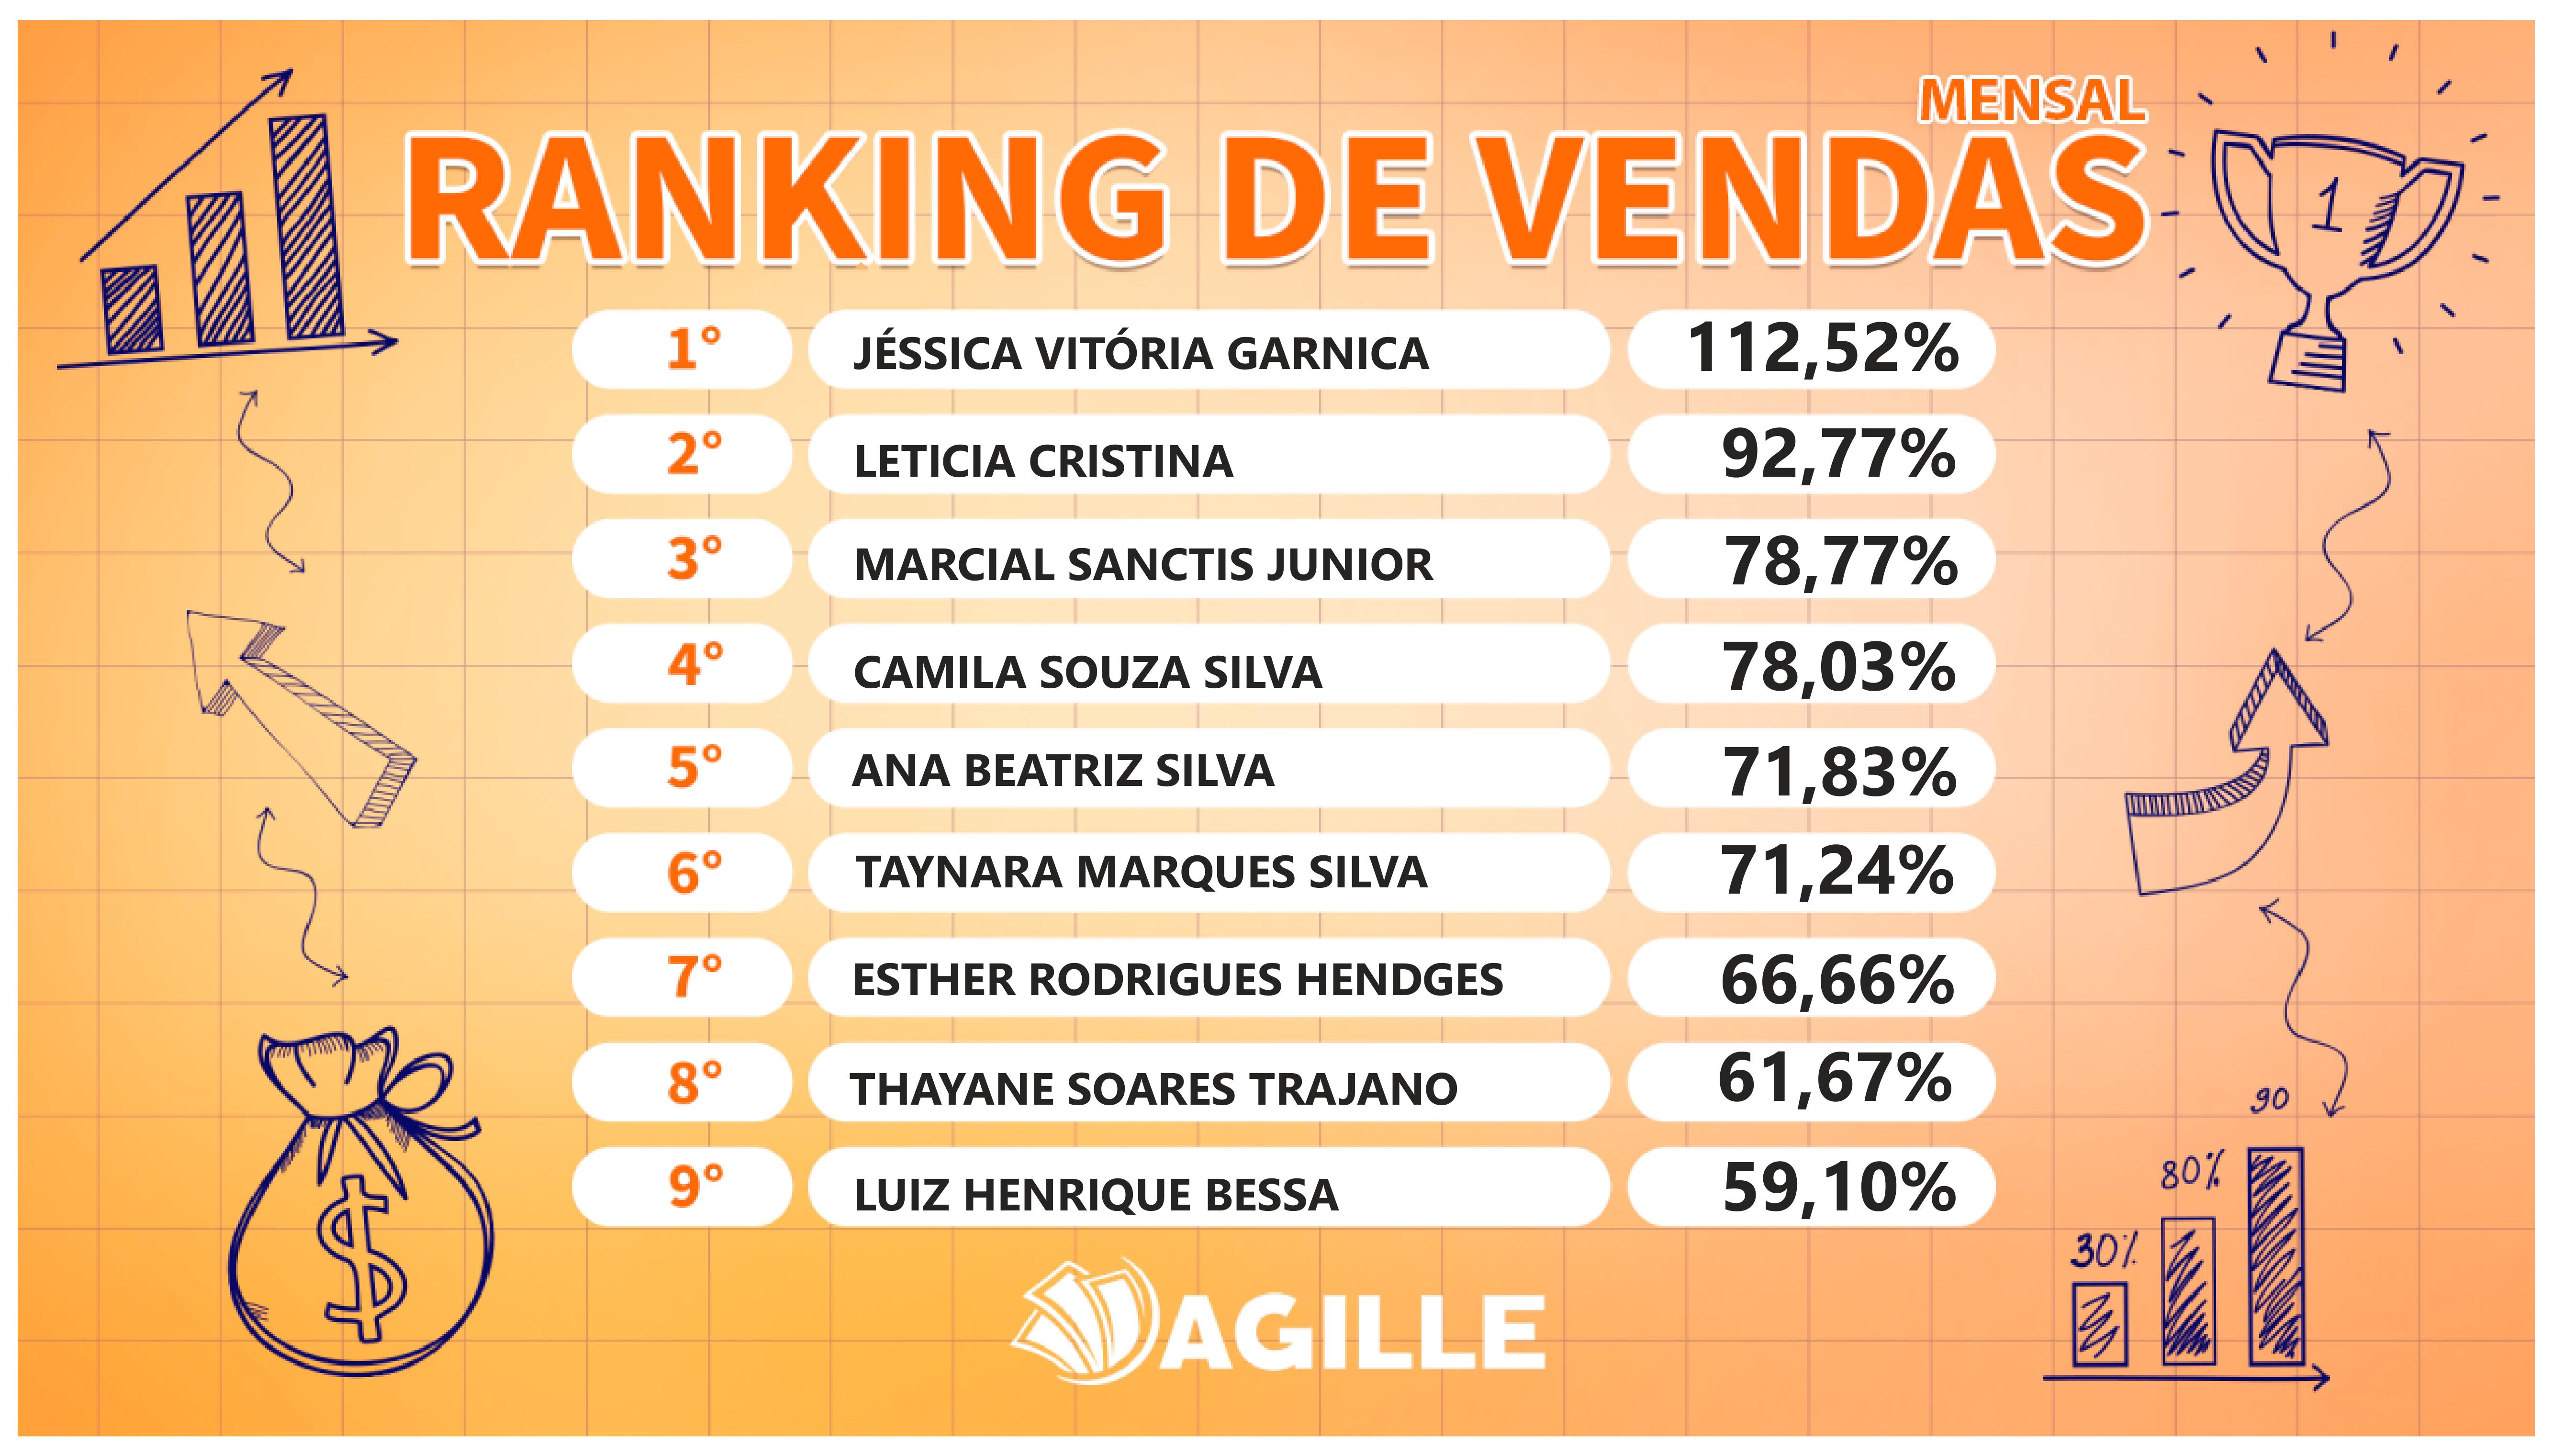 MENSAL
RANKING DE VENDAS
1
1° JÉSSICA VITÓRIA GARNICA 112,52%
2° LETICIA CRISTINA 92,77%
3° MARCIAL SANCTIS JUNIOR 78,77%
4° CAMILA SOUZA SILVA 78,03%
5° ANA BEATRIZ SILVA 71,83%
6° TAYNARA MARQUES SILVA 71,24%
7° ESTHER RODRIGUES HENDGES 66,66%
8° THAYANE SOARES TRAJANO 61,67%
9° LUIZ HENRIQUE BESSA 59,10%
$
90
80%
30%
AGILLE